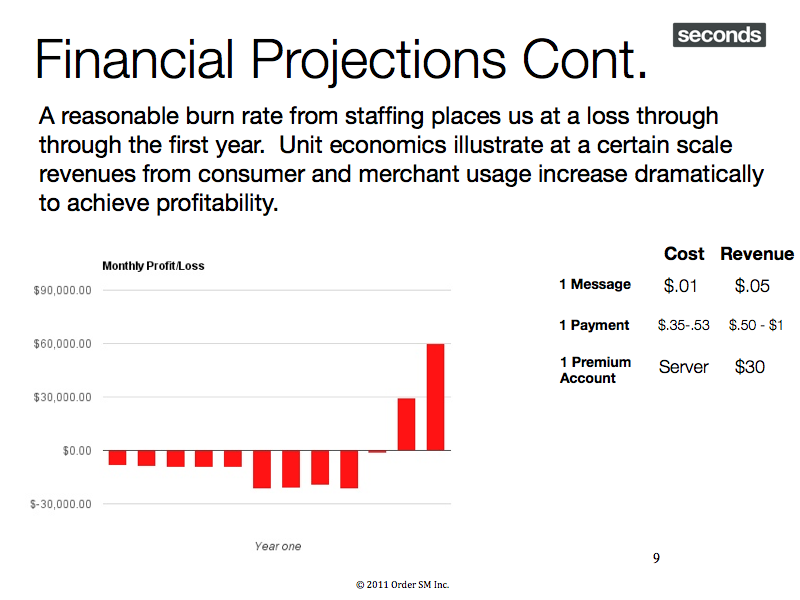 seconds
Financial Projections Cont.
A reasonable burn rate from staffing places us at a loss through
through the first year.  Unit economics illustrate at a certain scale
revenues from consumer and merchant usage increase dramatically
to achieve profitability.
Monthly Profit/Loss
$90,000.00
$60,000.00
$30,000.00
$0.00
$-30,000.00
Year one
Cost Revenue
1 Message $.01 $.05
1 Payment $.35-.53 $.50 - $1
1 Premium
Account Server $30
9
© 2011 Order SM Inc.